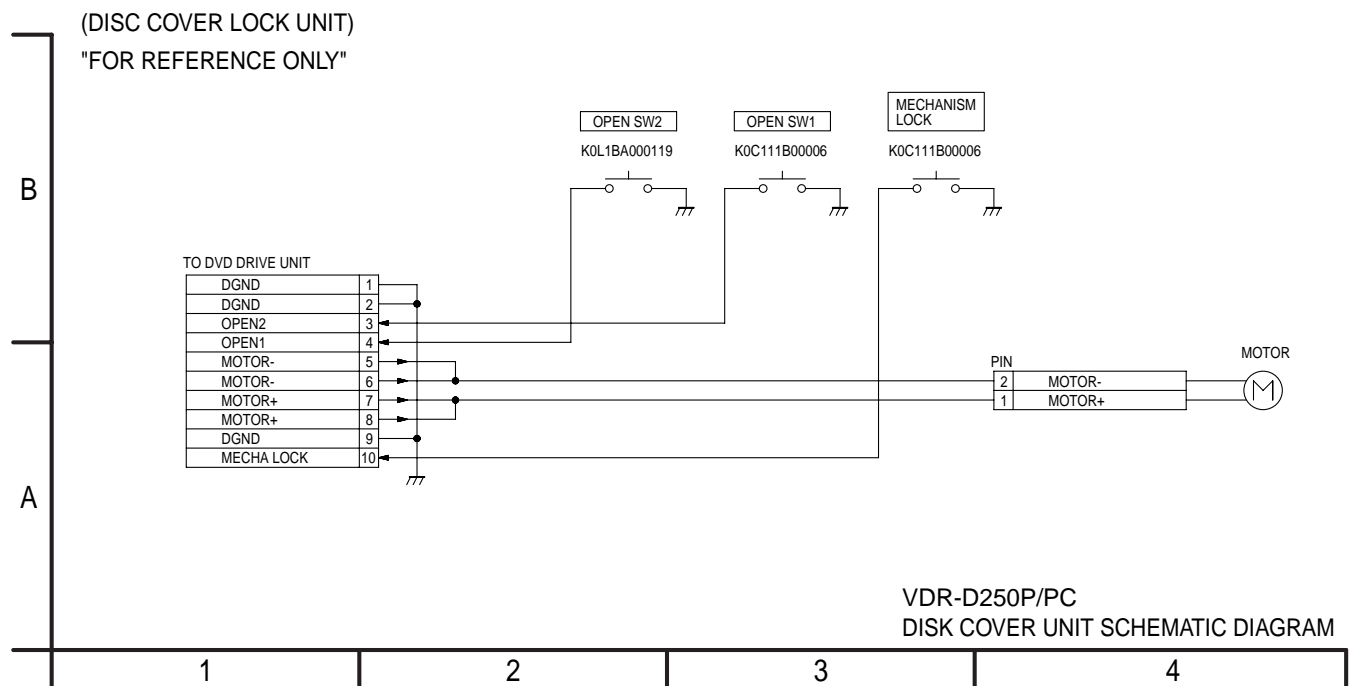 (DISC COVER LOCK UNIT)
"FOR REFERENCE ONLY"
OPEN SW2
OPEN SW1
MECHANISM
LOCK
K0L1BA000119
K0C111B00006
K0C111B00006
B
TO DVD DRIVE UNIT
DGND 1
DGND 2
OPEN2 3
OPEN1 4
MOTOR- 5
MOTOR- 6
MOTOR+ 7
MOTOR+ 8
DGND 9
MECHA LOCK 10
PIN
2 MOTOR-
1 MOTOR+
MOTOR
M
A
VDR-D250P/PC
DISK COVER UNIT SCHEMATIC DIAGRAM
1 2 3 4